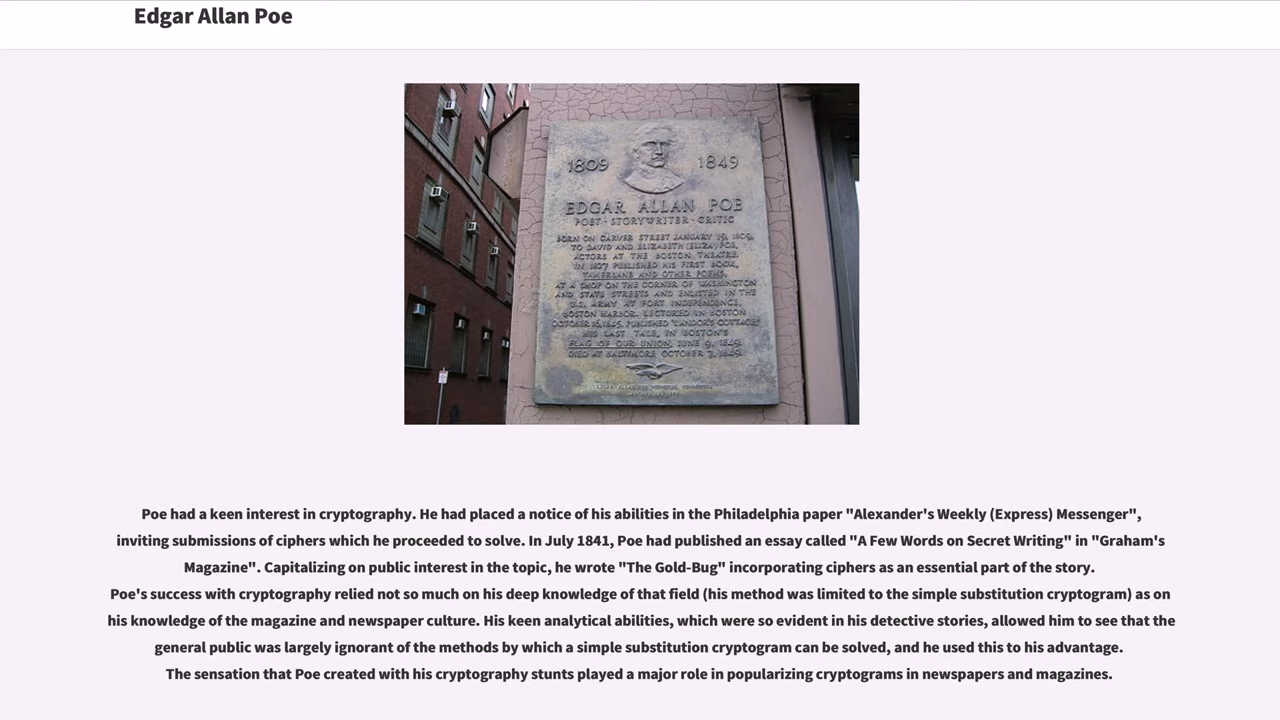 Edgar Allan Poe
1809 1849
EDGAR ALLAN POE
POET · STORYWRITER · CRITIC
BORN ON CARVER STREET JANUARY 19, 1809,
TO DAVID AND ELIZABETH (ELIZA) POE,
ACTORS AT THE BOSTON THEATRE.
IN 1827 PUBLISHED HIS FIRST BOOK,
TAMERLANE AND OTHER POEMS,
AT A SHOP ON THE CORNER OF WASHINGTON
AND STATE STREETS AND ENLISTED IN THE
U.S. ARMY AT FORT INDEPENDENCE,
BOSTON HARBOR. LECTURED IN BOSTON
OCTOBER 16, 1845. PUBLISHED "LANDOR'S COTTAGE,"
HIS LAST TALE, IN BOSTON'S
FLAG OF OUR UNION, JUNE 9, 1849.
DIED AT BALTIMORE OCTOBER 7, 1849.
Poe had a keen interest in cryptography. He had placed a notice of his abilities in the Philadelphia paper "Alexander's Weekly (Express) Messenger",
inviting submissions of ciphers which he proceeded to solve. In July 1841, Poe had published an essay called "A Few Words on Secret Writing" in "Graham's
Magazine". Capitalizing on public interest in the topic, he wrote "The Gold-Bug" incorporating ciphers as an essential part of the story.
Poe's success with cryptography relied not so much on his deep knowledge of that field (his method was limited to the simple substitution cryptogram) as on
his knowledge of the magazine and newspaper culture. His keen analytical abilities, which were so evident in his detective stories, allowed him to see that the
general public was largely ignorant of the methods by which a simple substitution cryptogram can be solved, and he used this to his advantage.
The sensation that Poe created with his cryptography stunts played a major role in popularizing cryptograms in newspapers and magazines.